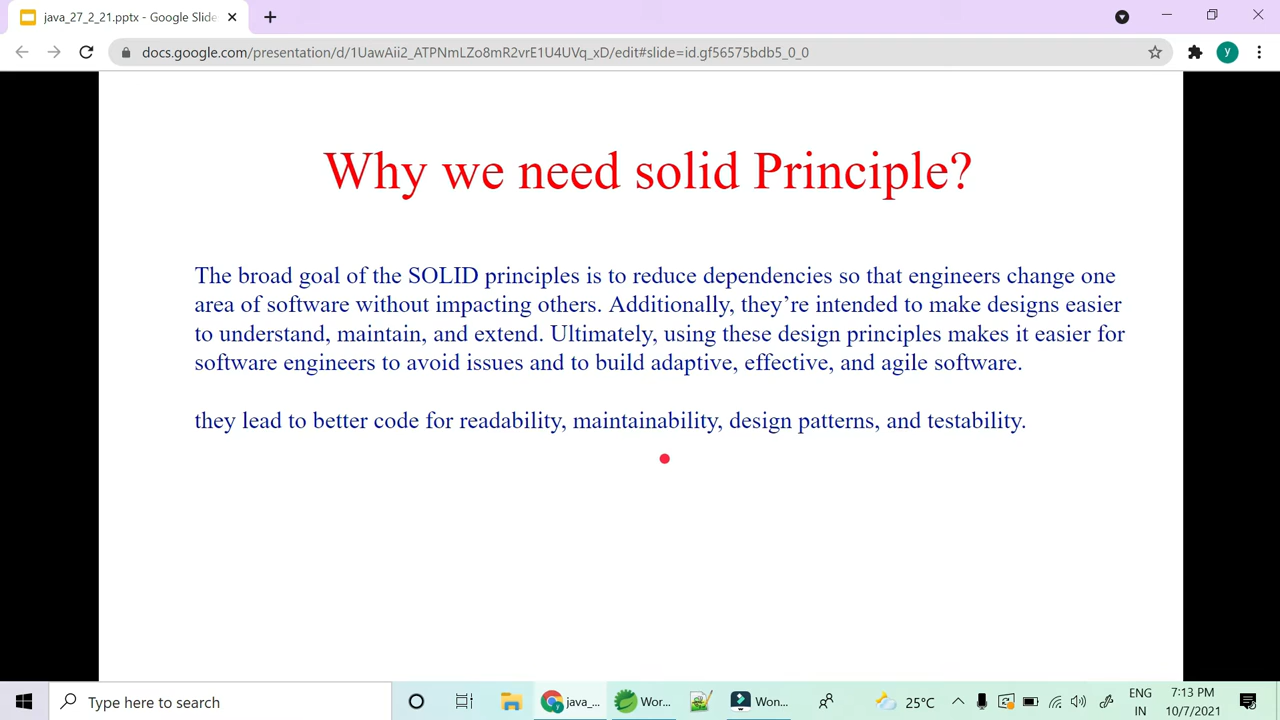 java_27_2_21.pptx - Google Slide
docs.google.com/presentation/d/1UawAii2_ATPNmLZo8mR2vrE1U4UVq_xD/edit#slide=id.gf56575bdb5_0_0
y
Why we need solid Principle?
The broad goal of the SOLID principles is to reduce dependencies so that engineers change one
area of software without impacting others. Additionally, they’re intended to make designs easier
to understand, maintain, and extend. Ultimately, using these design principles makes it easier for
software engineers to avoid issues and to build adaptive, effective, and agile software.
they lead to better code for readability, maintainability, design patterns, and testability.
Type here to search
java_...
Wor...
Won...
25°C
ENG
IN
7:13 PM
10/7/2021